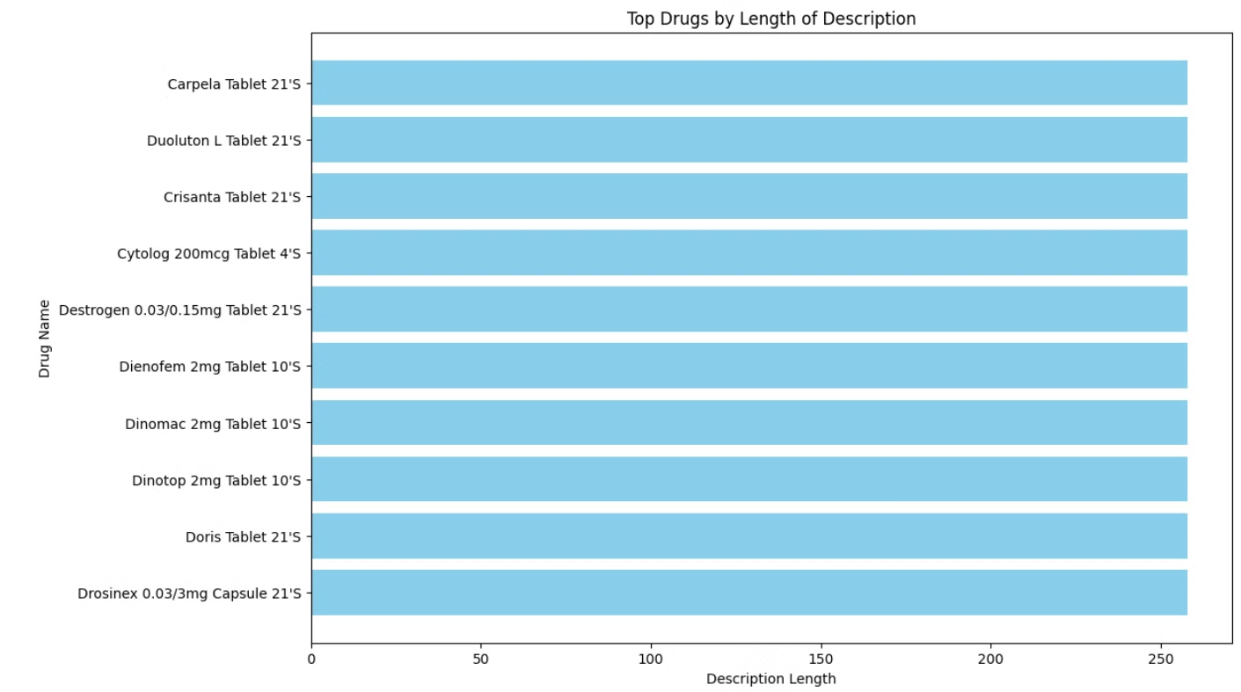 Top Drugs by Length of Description
Carpela Tablet 21'S
Duoluton L Tablet 21'S
Crisanta Tablet 21'S
Cytolog 200mcg Tablet 4'S
Destrogen 0.03/0.15mg Tablet 21'S
Dienofem 2mg Tablet 10'S
Dinomac 2mg Tablet 10'S
Dinotop 2mg Tablet 10'S
Doris Tablet 21'S
Drosinex 0.03/3mg Capsule 21'S
Drug Name
0 50 100 150 200 250
Description Length